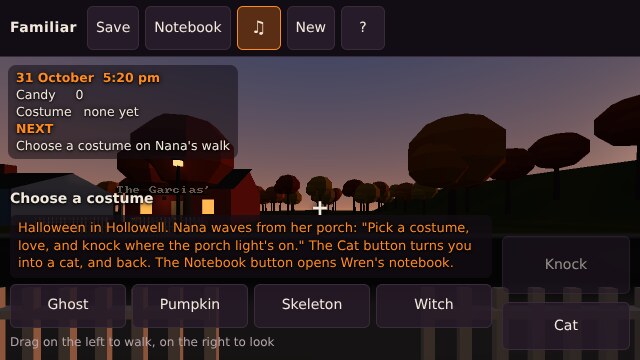 Familiar
Save
Notebook
♫
New
?
31 October 5:20 pm
Candy 0
Costume none yet
NEXT
Choose a costume on Nana's walk
The Garcias'
Choose a costume
Halloween in Hollowell. Nana waves from her porch: "Pick a costume,
love, and knock where the porch light's on." The Cat button turns you
into a cat, and back. The Notebook button opens Wren's notebook.
Knock
Ghost
Pumpkin
Skeleton
Witch
Cat
Drag on the left to walk, on the right to look